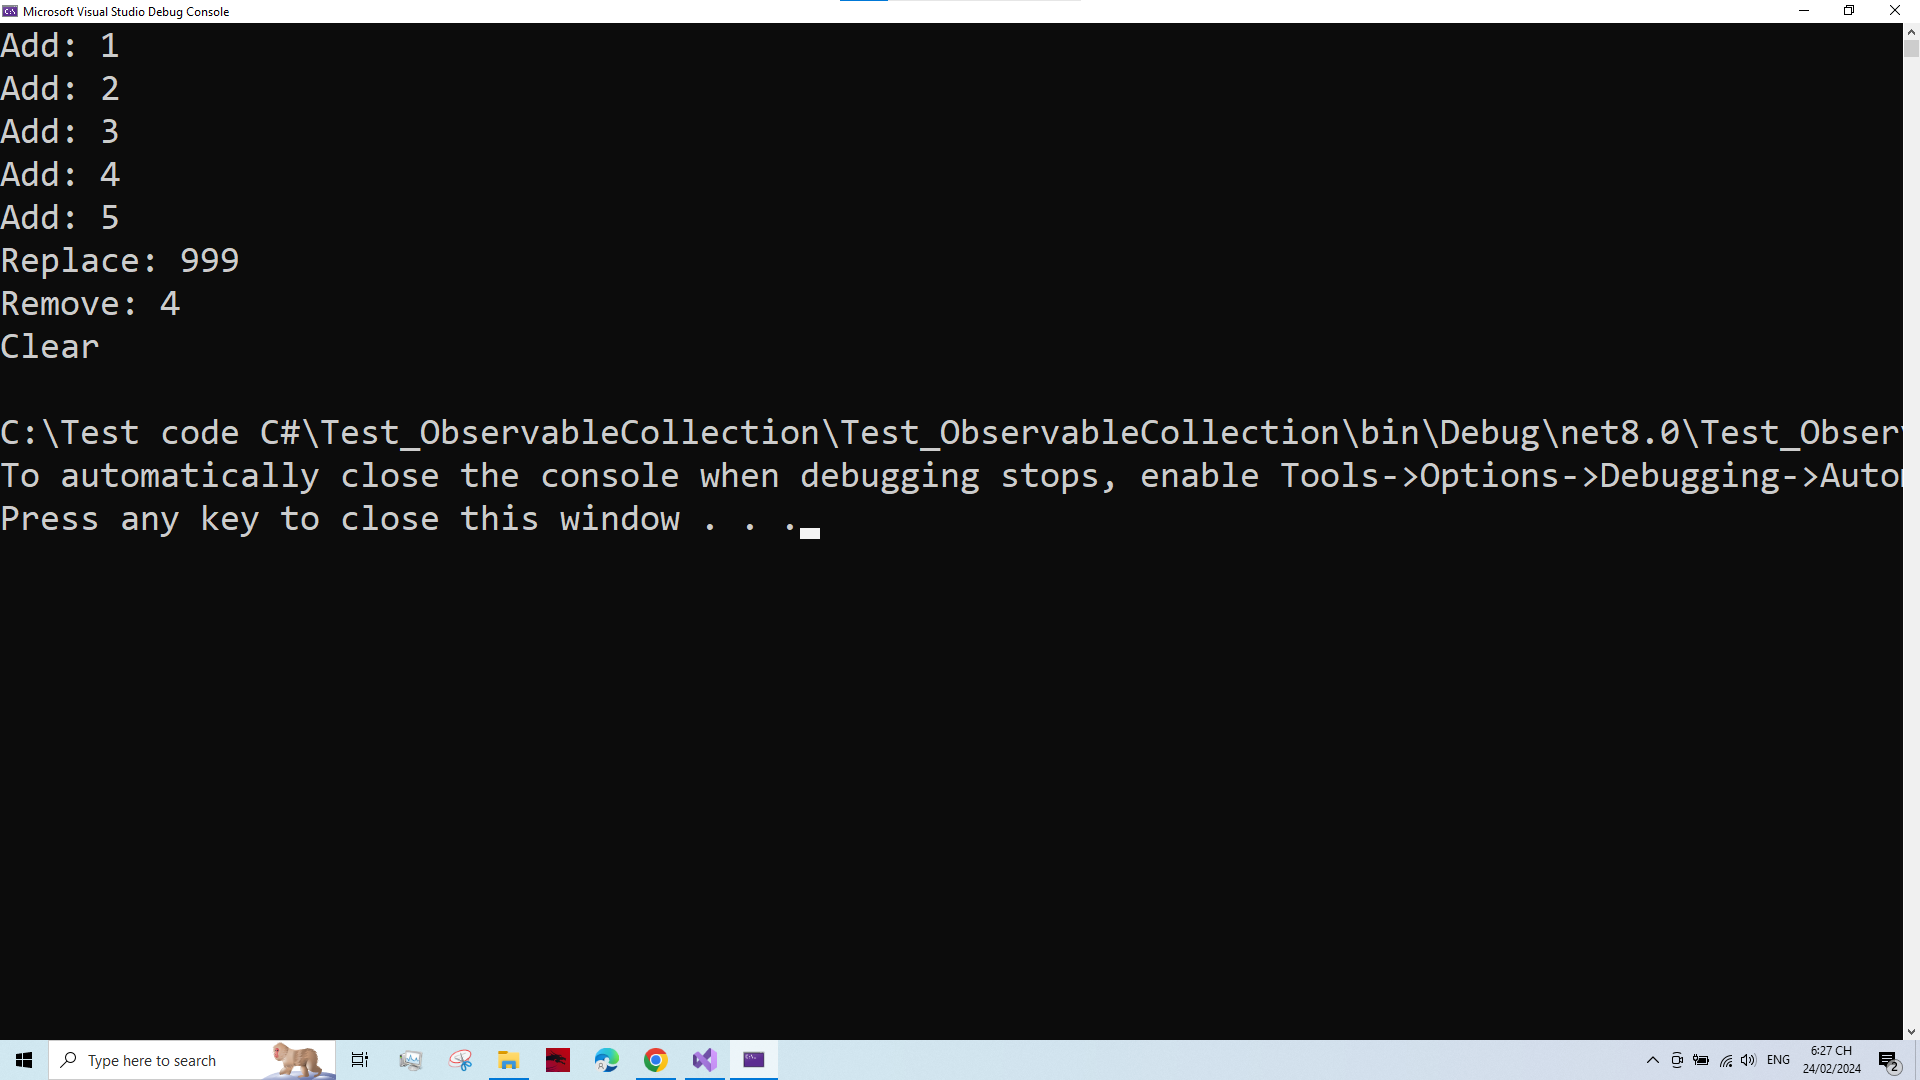 Microsoft Visual Studio Debug Console
Add: 1
Add: 2
Add: 3
Add: 4
Add: 5
Replace: 999
Remove: 4
Clear
C:\Test code C#\Test_ObservableCollection\Test_ObservableCollection\bin\Debug\net8.0\Test_Obser
To automatically close the console when debugging stops, enable Tools->Options->Debugging->Auto
Press any key to close this window . . .
Type here to search
ENG
6:27 CH
24/02/2024
2